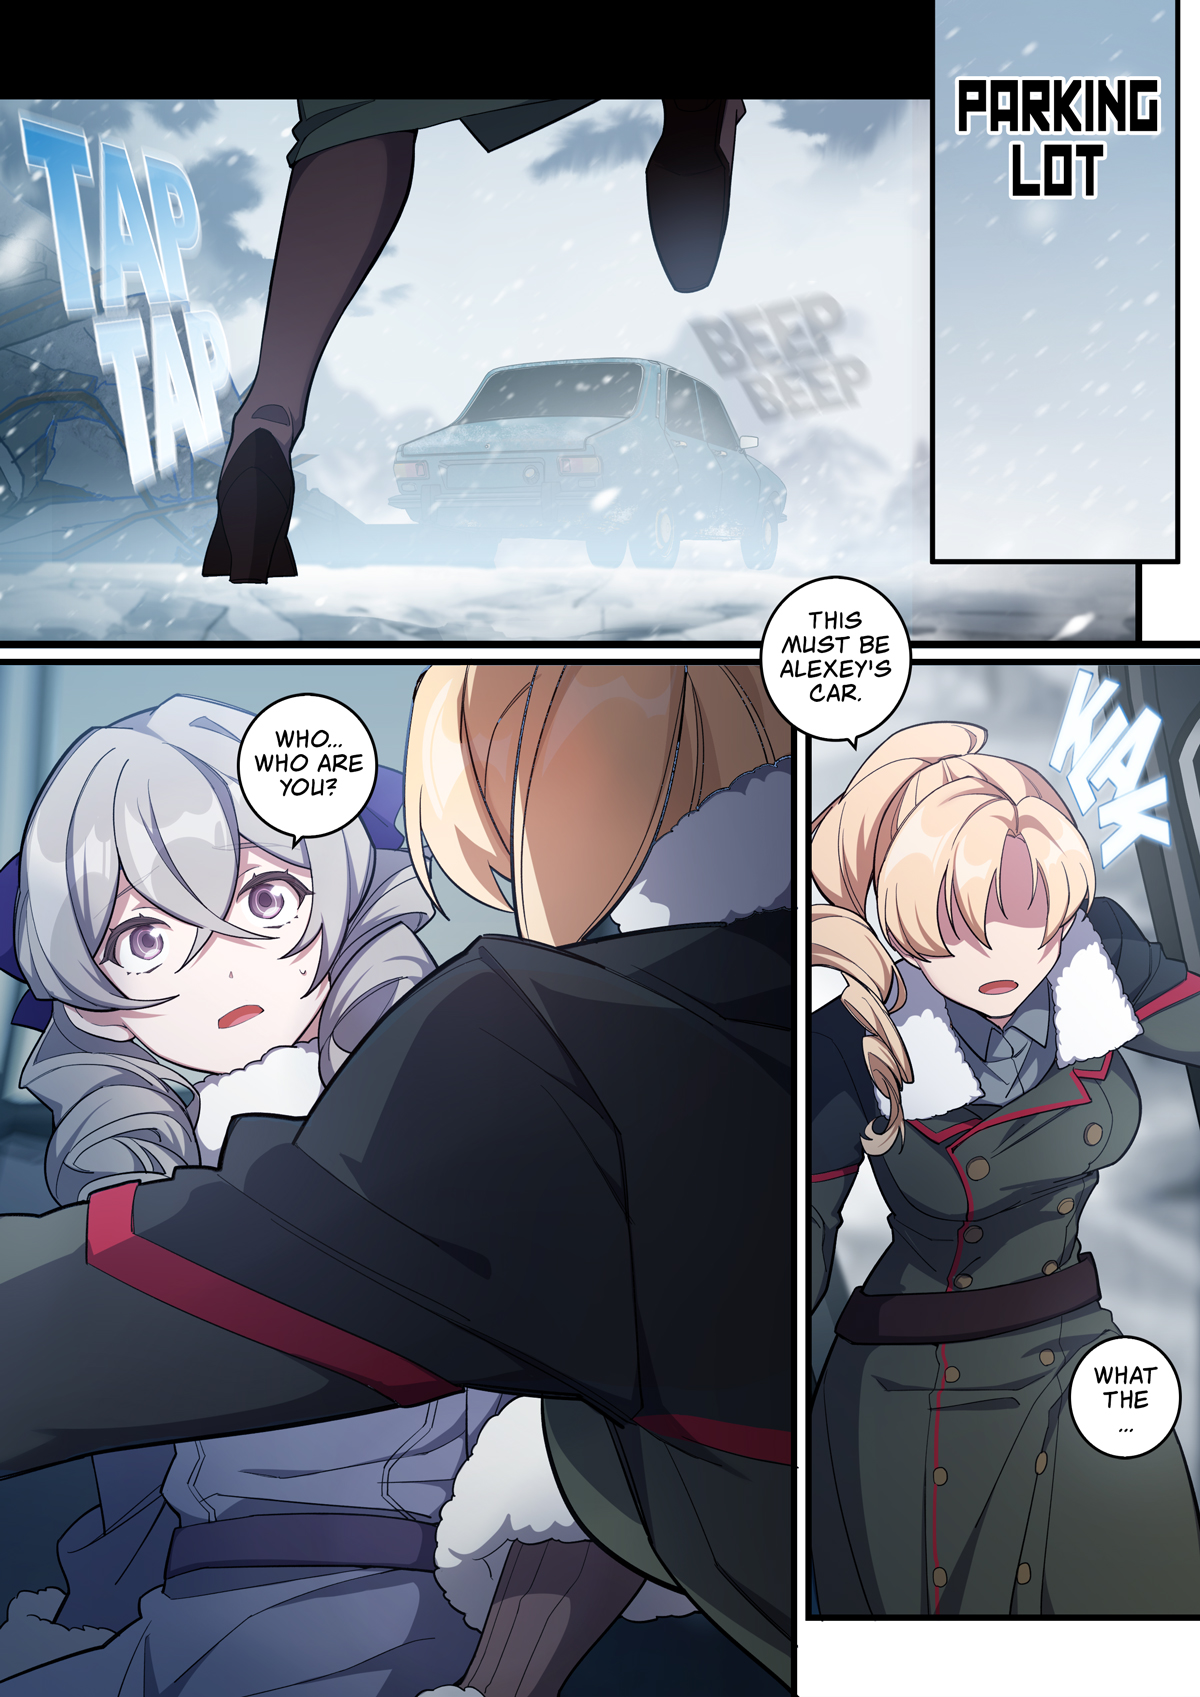 PARKING
LOT
TAP
TAP
BEEP
BEEP
THIS
MUST BE
ALEXEY'S
CAR.
KLAK
WHAT
THE
...
WHO...
WHO ARE
YOU?